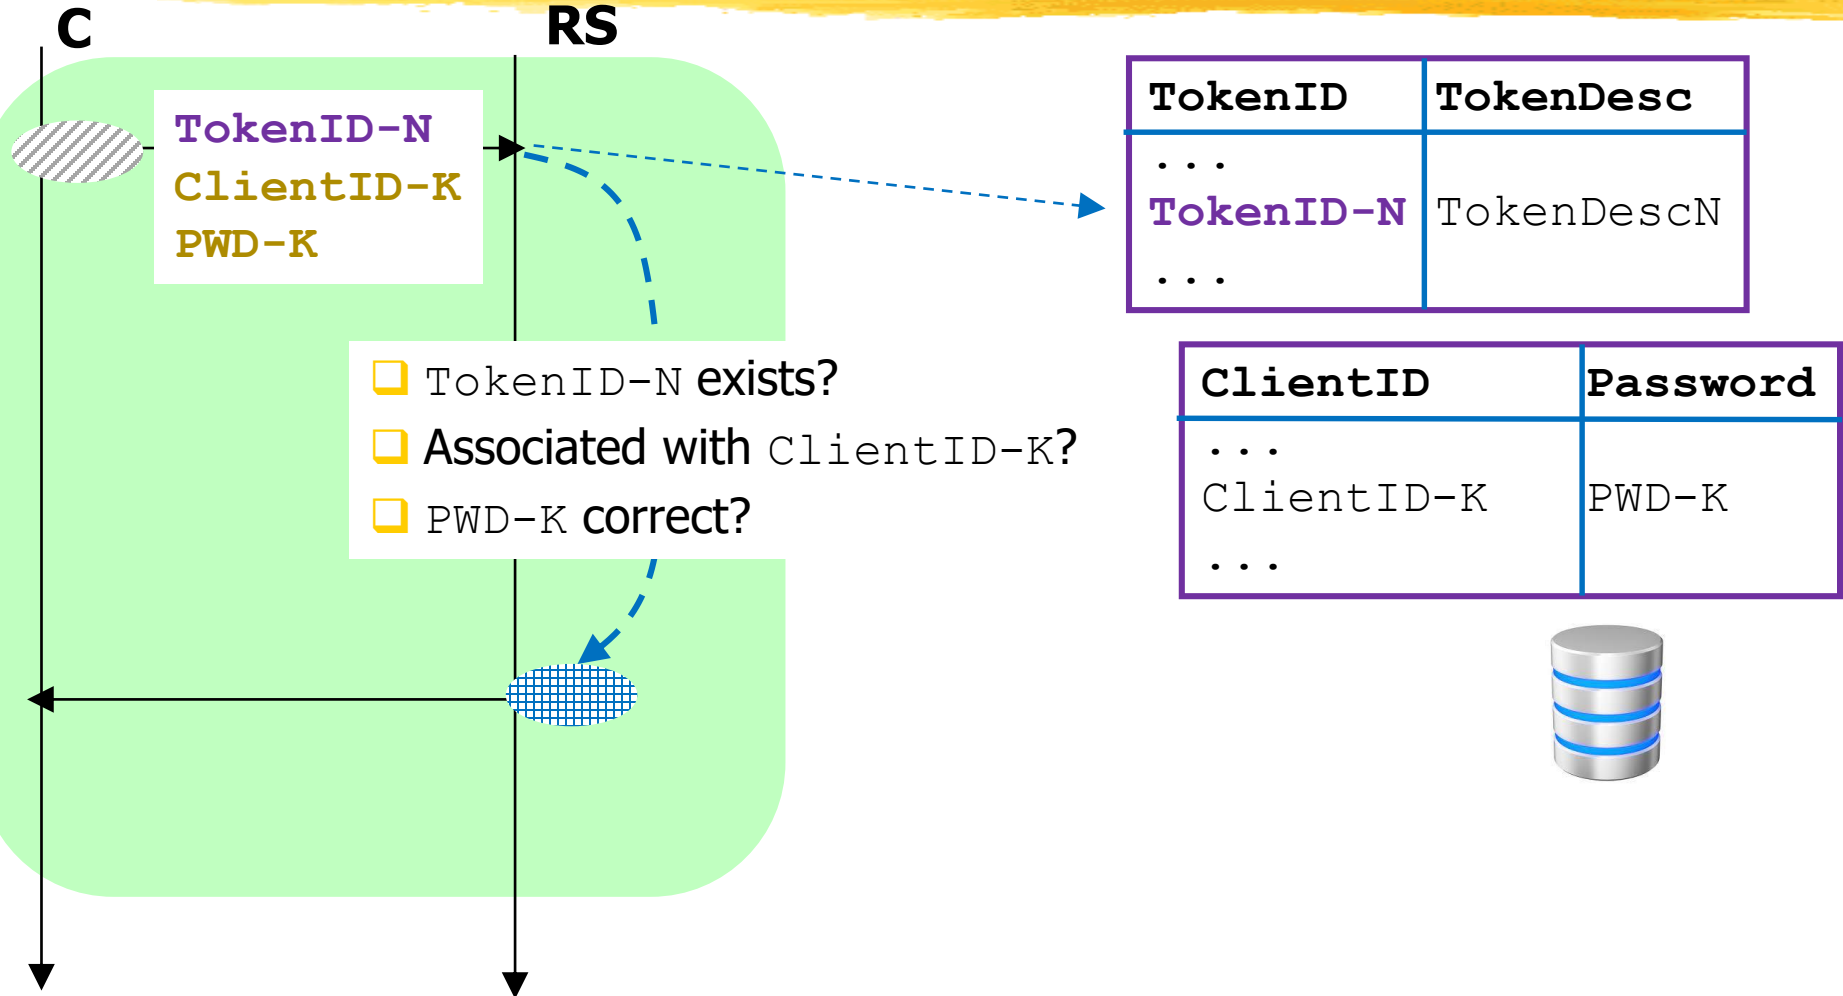 C
RS
TokenID-N
ClientID-K
PWD-K
TokenID-N exists?
Associated with ClientID-K?
PWD-K correct?
TokenID TokenDesc
...
TokenID-N TokenDescN
...
ClientID Password
...
ClientID-K PWD-K
...